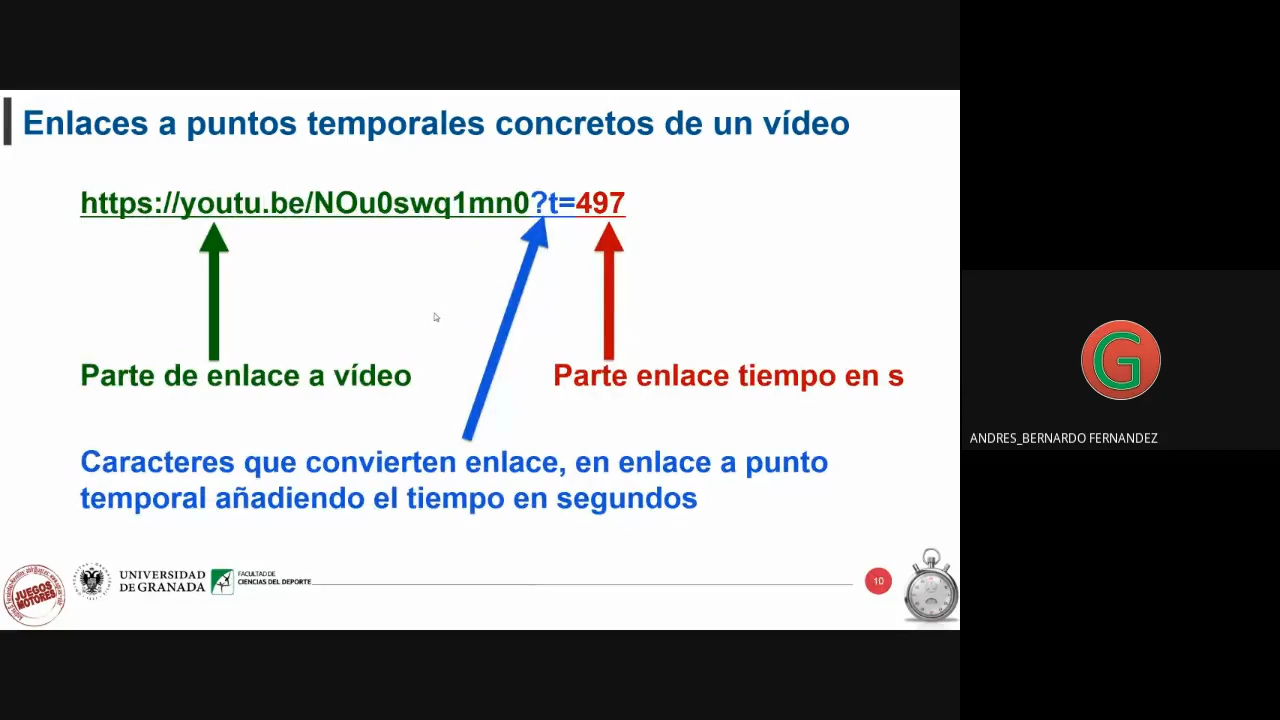 Enlaces a puntos temporales concretos de un vídeo
https://youtu.be/NOu0swq1mn0?t=497
Parte de enlace a vídeo
Parte enlace tiempo en s
Caracteres que convierten enlace, en enlace a punto
temporal añadiendo el tiempo en segundos
G
ANDRES_BERNARDO FERNANDEZ
JUEGOS
MOTORES
UNIVERSIDAD
DE GRANADA
FACULTAD DE
CIENCIAS DEL DEPORTE
10